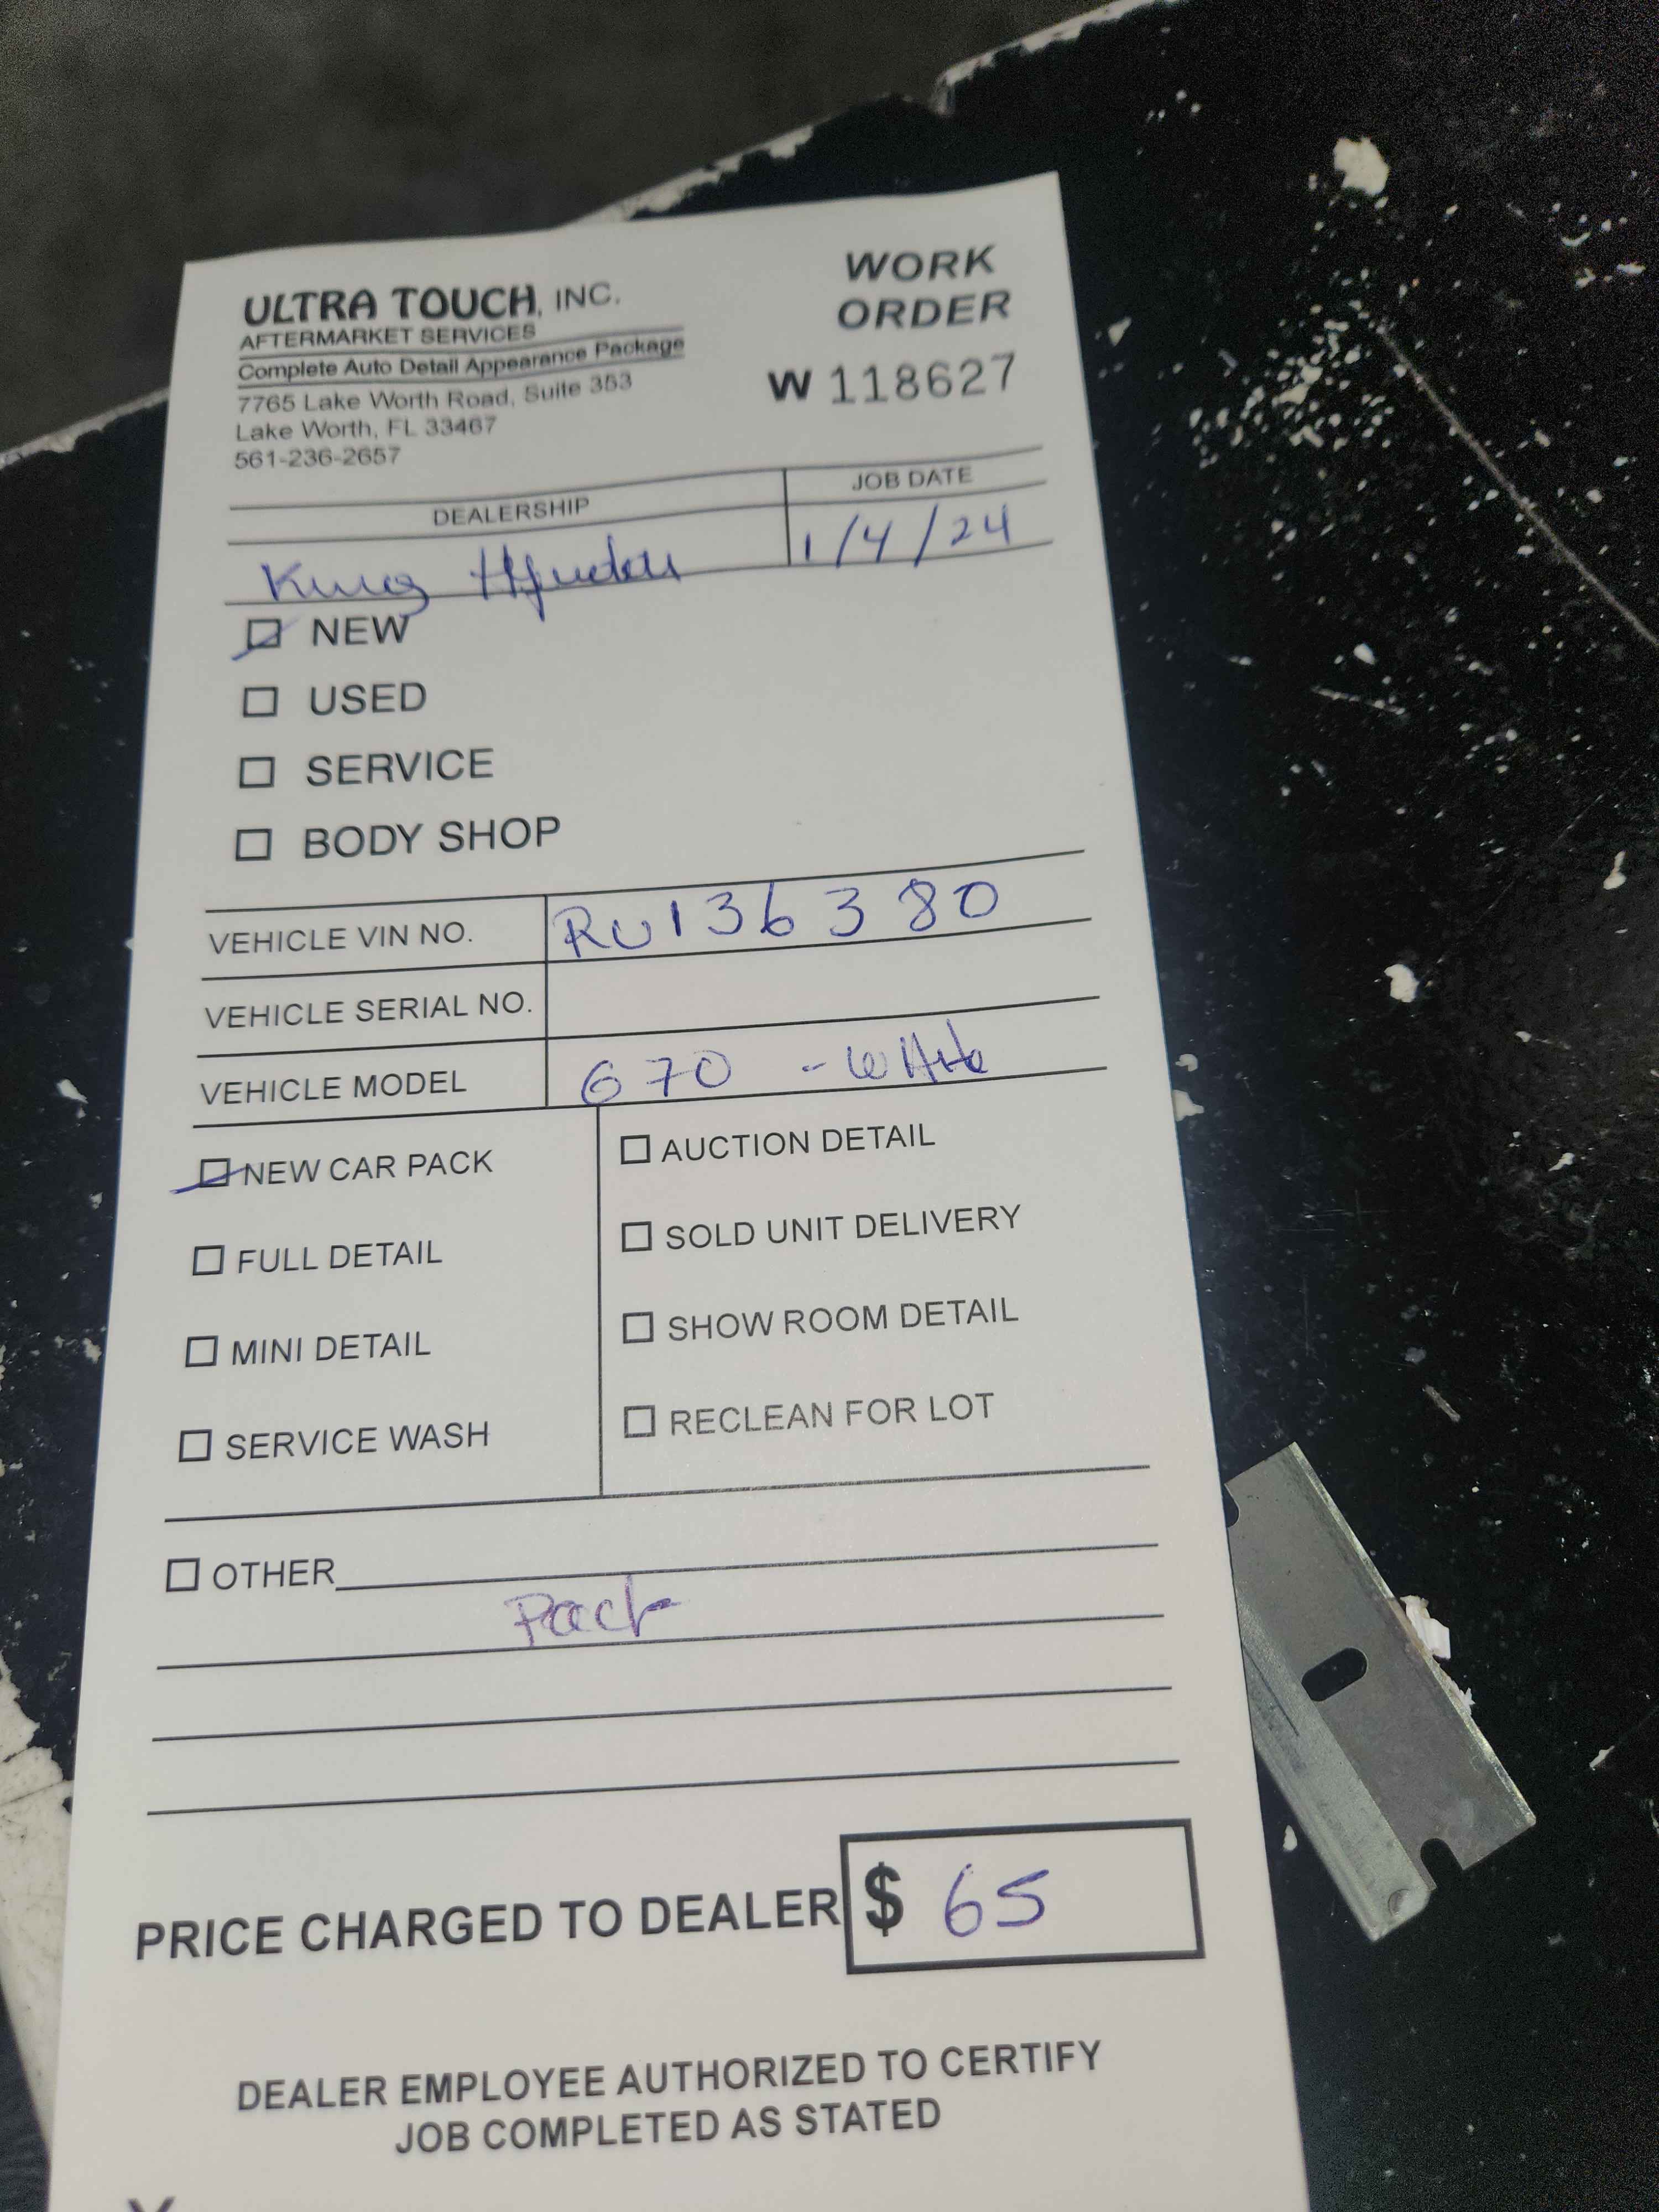 ULTRA TOUCH, INC.
AFTERMARKET SERVICES
Complete Auto Detail Appearance Package
7765 Lake Worth Road, Suite 353
Lake Worth, FL 33467
561-236-2657
WORK
ORDER
W 118627
DEALERSHIP
JOB DATE
King
1/4/24
NEW
USED
SERVICE
BODY SHOP
VEHICLE VIN NO. RU136380
VEHICLE SERIAL NO.
VEHICLE MODEL G70 - White
NEW CAR PACK
AUCTION DETAIL
FULL DETAIL
SOLD UNIT DELIVERY
MINI DETAIL
SHOW ROOM DETAIL
SERVICE WASH
RECLEAN FOR LOT
OTHER
Pack
PRICE CHARGED TO DEALER $ 65
DEALER EMPLOYEE AUTHORIZED TO CERTIFY
JOB COMPLETED AS STATED